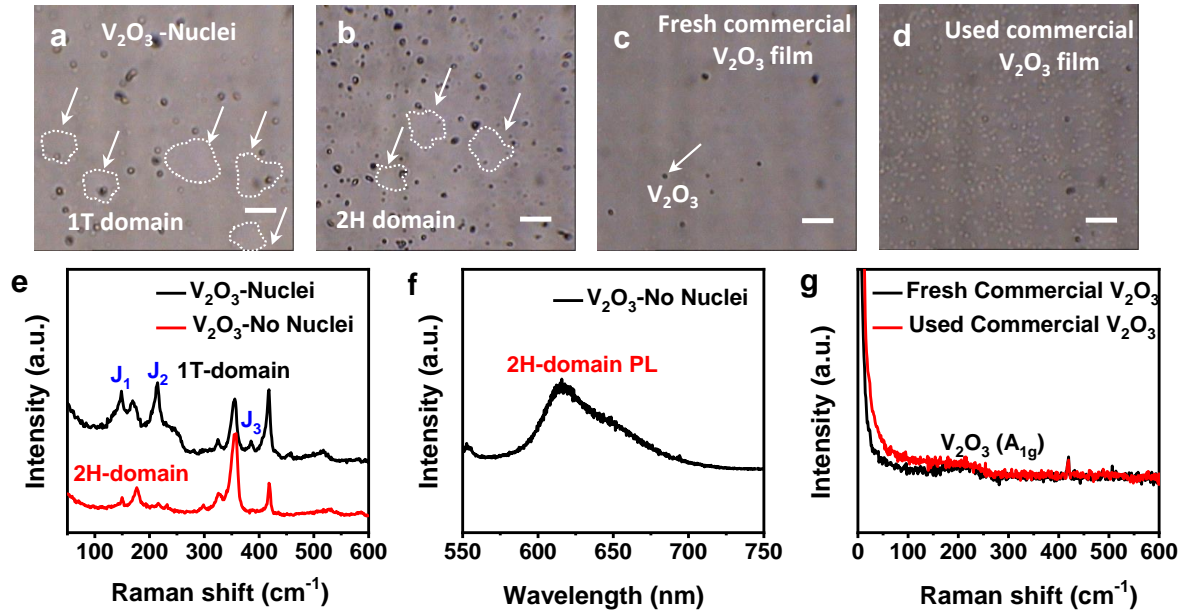 a
V₂O₃ -Nuclei
1T domain
b
2H domain
c
Fresh commercial
V₂O₃ film
V₂O₃
d
Used commercial
V₂O₃ film
e
V₂O₃-Nuclei
V₂O₃-No Nuclei
J₁
J₂
1T-domain
J₃
2H-domain
Intensity (a.u.)
100 200 300 400 500 600
Raman shift (cm⁻¹)
f
V₂O₃-No Nuclei
2H-domain PL
Intensity (a.u.)
550 600 650 700 750
Wavelength (nm)
g
Fresh Commercial V₂O₃
Used Commercial V₂O₃
V₂O₃ (A₁g)
Intensity (a.u.)
0 100 200 300 400 500 600
Raman shift (cm⁻¹)